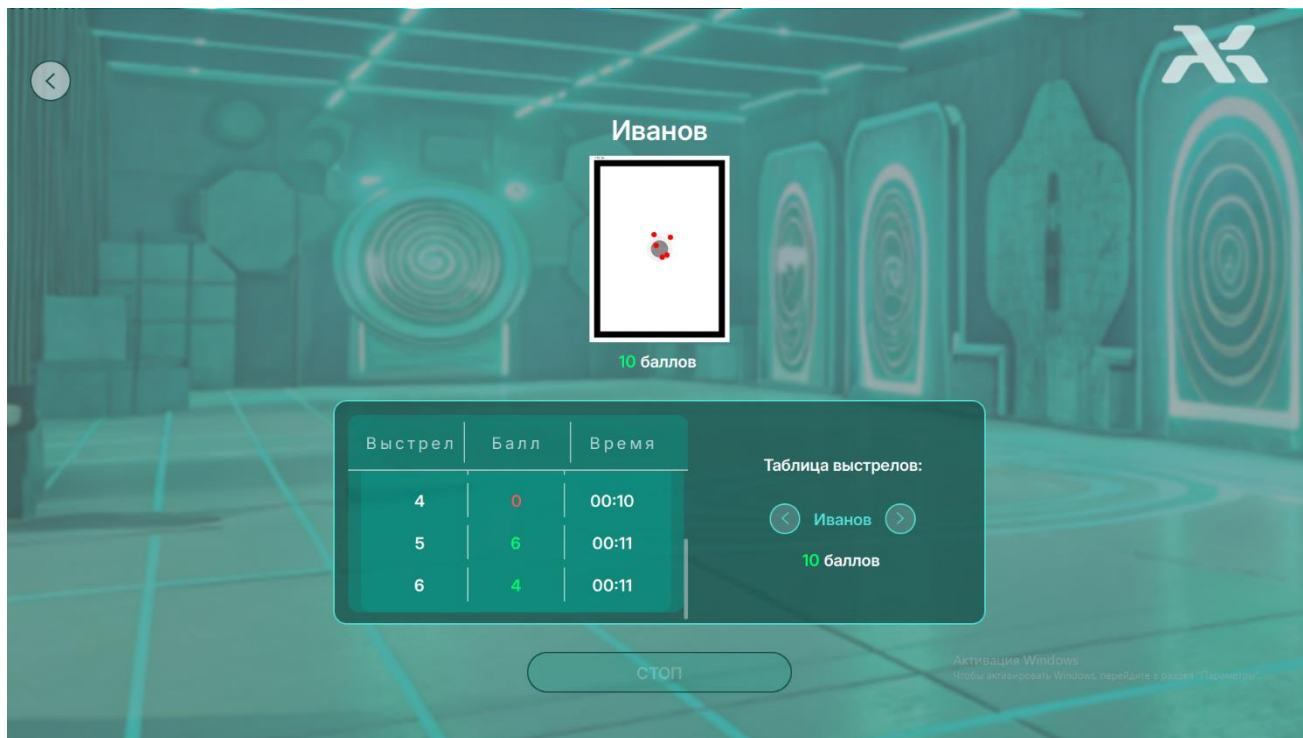 Иванов
10 баллов
Выстрел Балл Время
4 0 00:10
5 6 00:11
6 4 00:11
Таблица выстрелов:
Иванов
10 баллов
СТОП
Активация Windows
Чтобы активировать Windows, перейдите в раздел "Параметры".